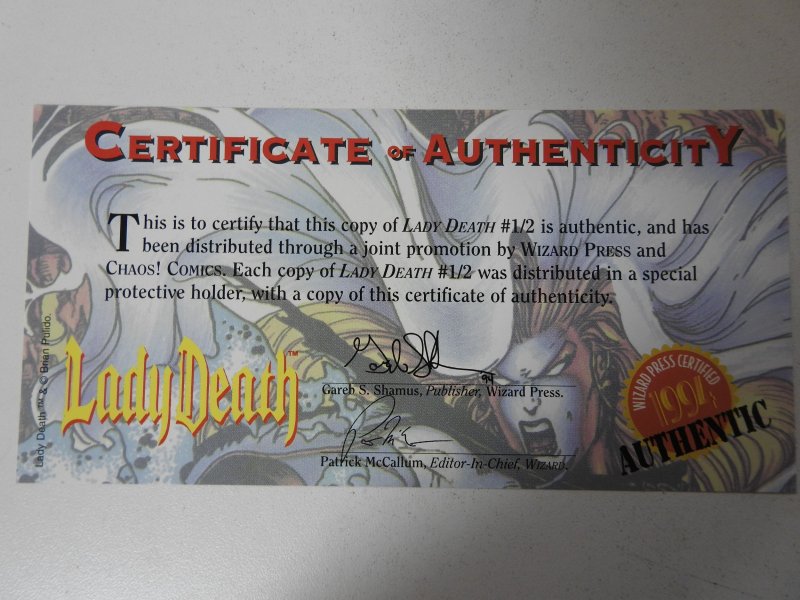 CERTIFICATE OF AUTHENTICITY
This is to certify that this copy of LADY DEATH #1/2 is authentic, and has
been distributed through a joint promotion by WIZARD PRESS and
CHAOS! COMICS. Each copy of LADY DEATH #1/2 was distributed in a special
protective holder, with a copy of this certificate of authenticity.
Lady Death™ & © Brian Pulido.
Lady Death™
94
Gareb S. Shamus, Publisher, Wizard Press.
Patrick McCallum, Editor-In-Chief, WIZARD.
WIZARD PRESS CERTIFIED
1994
AUTHENTIC